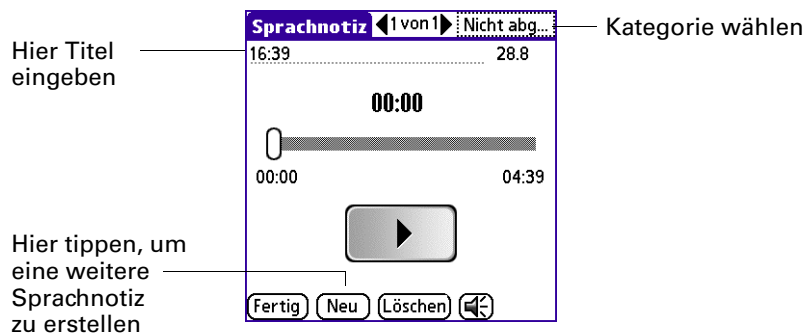 Sprachnotiz 1 von 1 Nicht abg...
Kategorie wählen
Hier Titel
eingeben
16:39 28.8
00:00
00:00 04:39
Hier tippen, um
eine weitere
Sprachnotiz
zu erstellen
Fertig Neu Löschen